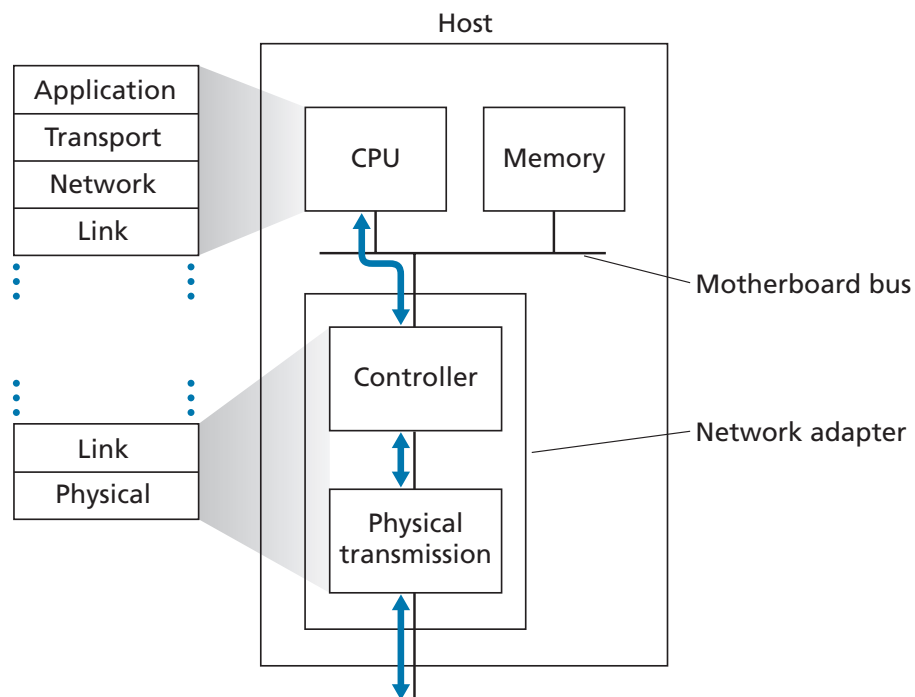 Host
Application
Transport
Network
Link
CPU
Memory
Motherboard bus
Controller
Network adapter
Link
Physical
Physical
transmission